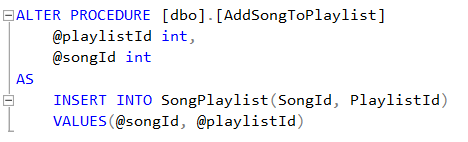 ALTER PROCEDURE [dbo].[AddSongToPlaylist]
    @playlistId int,
    @songId int
AS
    INSERT INTO SongPlaylist(SongId, PlaylistId)
    VALUES(@songId, @playlistId)